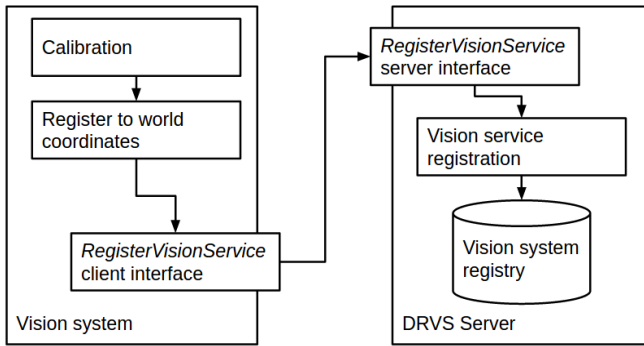 Calibration
Register to world
coordinates
RegisterVisionService
client interface
Vision system
RegisterVisionService
server interface
Vision service
registration
Vision system
registry
DRVS Server